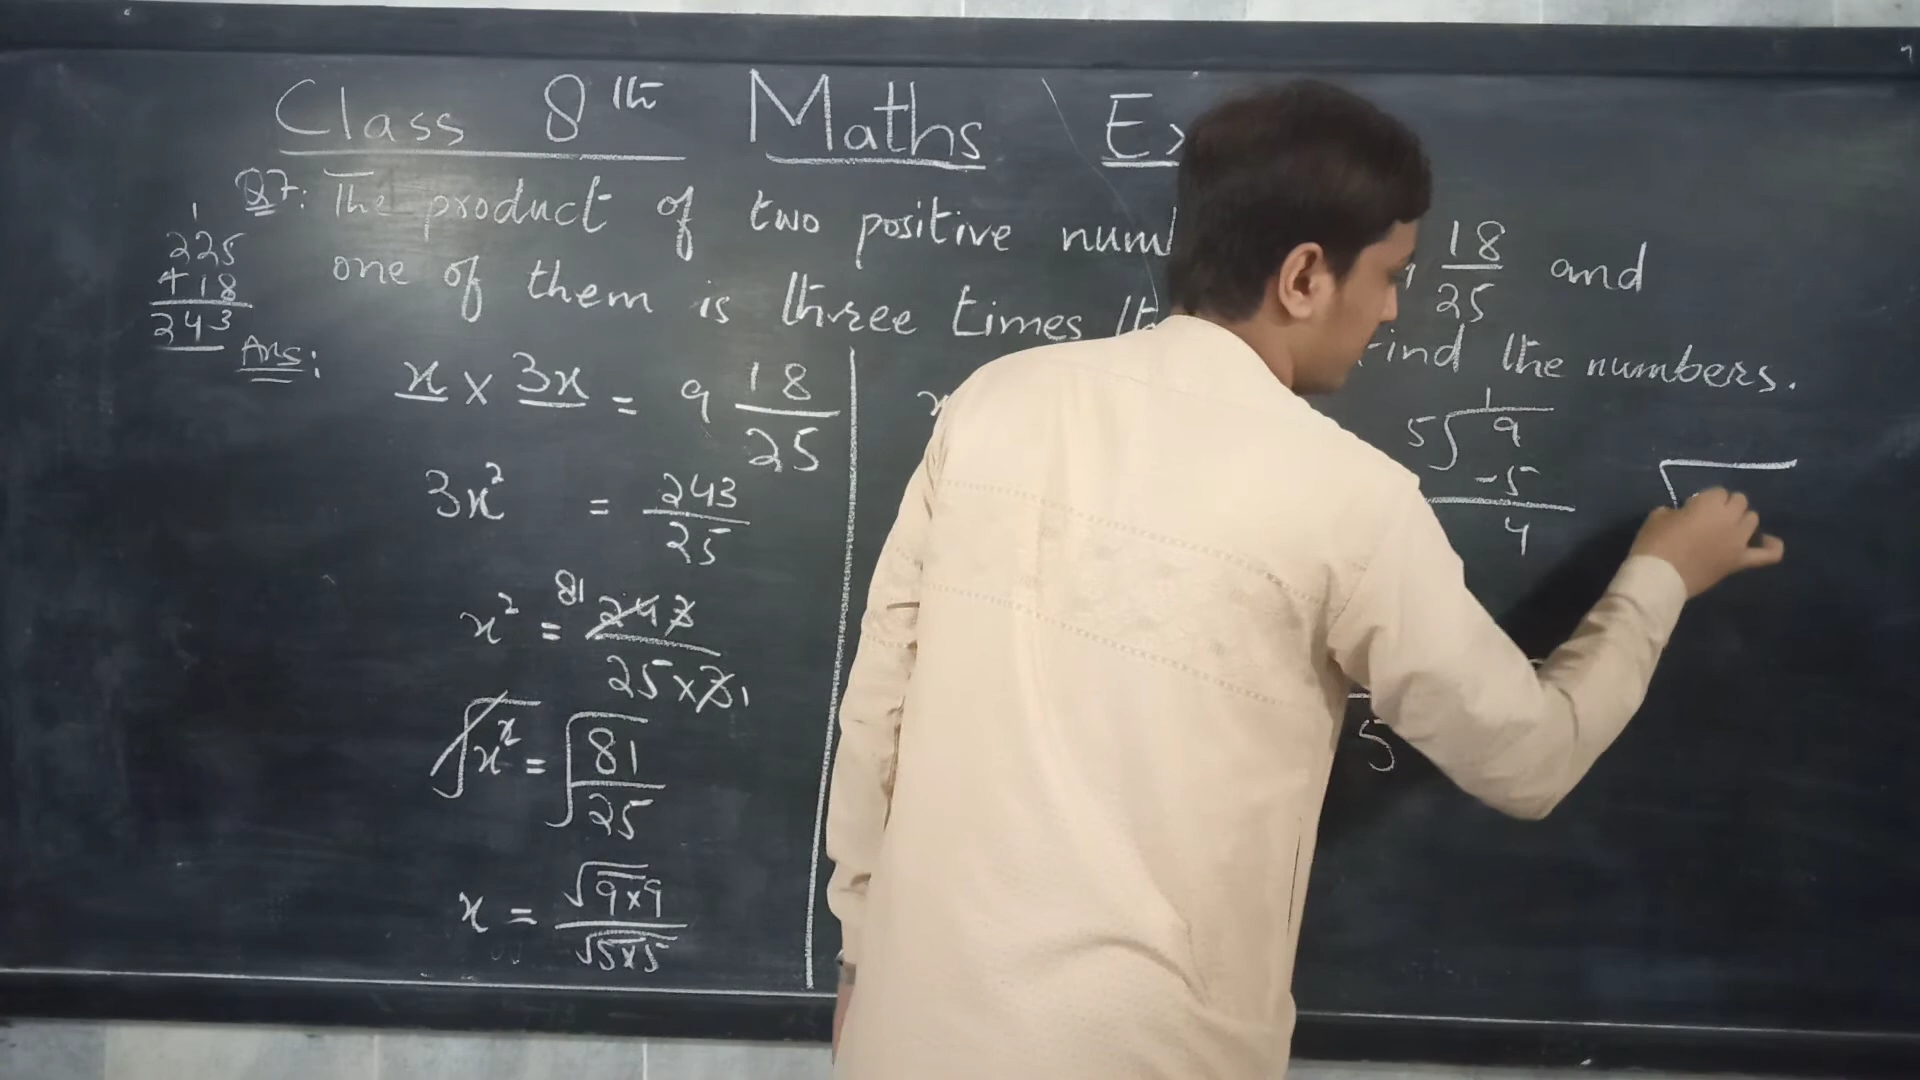 Class 8th Maths Ex
Q7: The product of two positive num 18/25 and
one of them is three times find the numbers.
1
225
+18
243
Ans:
x × 3x = 9 18/25
3x² = 243/25
x² = 81 243/25×3 1
√x² = √81/25
x = √9×9/√5×5
1
5)9
-5
4
5